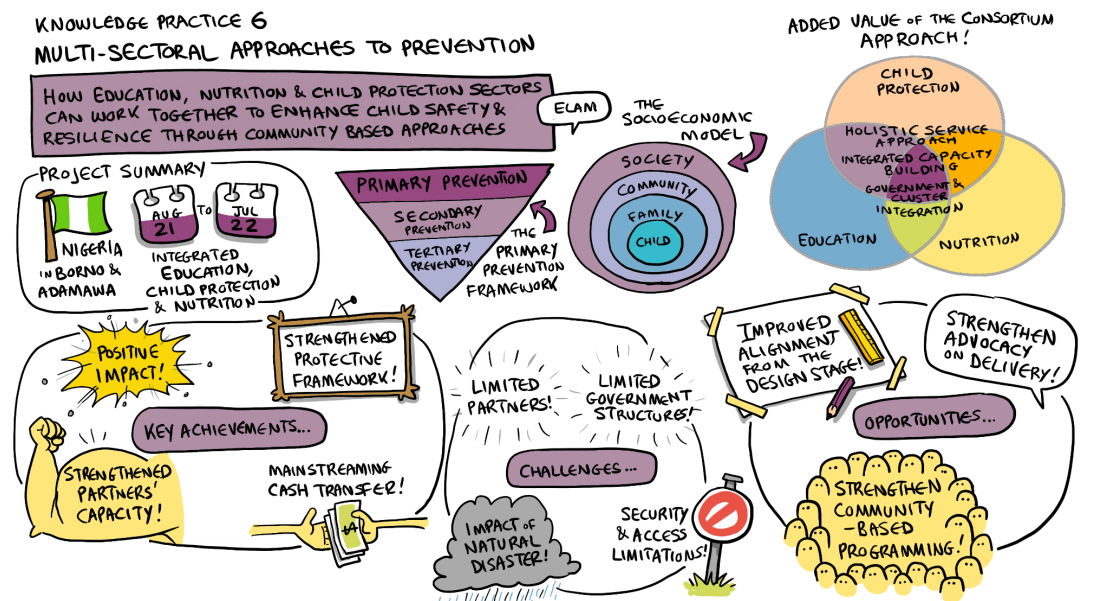 KNOWLEDGE PRACTICE 6
MULTI-SECTORAL APPROACHES TO PREVENTION
HOW EDUCATION, NUTRITION & CHILD PROTECTION SECTORS
CAN WORK TOGETHER TO ENHANCE CHILD SAFETY &
RESILIENCE THROUGH COMMUNITY BASED APPROACHES
ELAM
PROJECT SUMMARY
NIGERIA
IN BORNO &
ADAMAWA
AUG
21
TO
JUL
22
INTEGRATED
EDUCATION,
CHILD PROTECTION
& NUTRITION
PRIMARY PREVENTION
SECONDARY
PREVENTION
TERTIARY
PREVENTION
THE
PRIMARY
PREVENTION
FRAMEWORK
THE
SOCIOECONOMIC
MODEL
SOCIETY
COMMUNITY
FAMILY
CHILD
ADDED VALUE OF THE CONSORTIUM
APPROACH!
CHILD
PROTECTION
HOLISTIC SERVICE
APPROACH
INTEGRATED CAPACITY
BUILDING
GOVERNMENT &
CLUSTER
INTEGRATION
EDUCATION
NUTRITION
POSITIVE
IMPACT!
STRENGTHENED
PROTECTIVE
FRAMEWORK!
KEY ACHIEVEMENTS...
STRENGTHENED
PARTNERS'
CAPACITY!
MAINSTREAMING
CASH TRANSFER!
LIMITED
PARTNERS!
LIMITED
GOVERNMENT
STRUCTURES!
CHALLENGES...
IMPACT OF
NATURAL
DISASTER!
SECURITY
& ACCESS
LIMITATIONS!
IMPROVED
ALIGNMENT
FROM THE
DESIGN STAGE!
STRENGTHEN
ADVOCACY
ON DELIVERY!
OPPORTUNITIES...
STRENGTHEN
COMMUNITY
-BASED
PROGRAMMING!